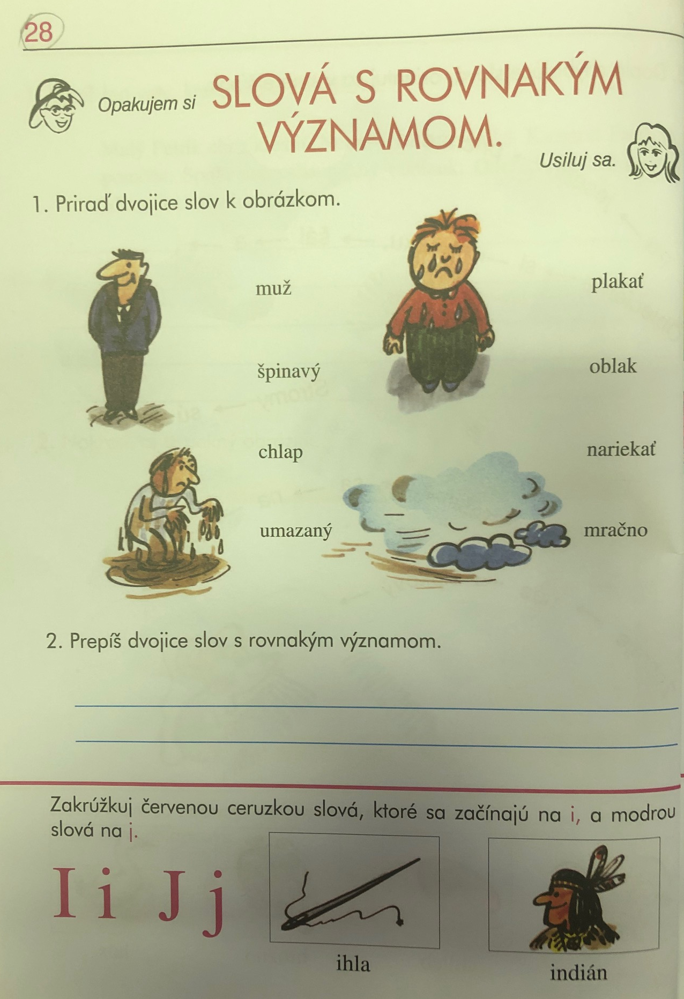 28
Opakujem si SLOVÁ S ROVNAKÝM
VÝZNAMOM.
Usiluj sa.
1. Priraď dvojice slov k obrázkom.
muž
plakať
špinavý
oblak
chlap
nariekať
umazaný
mračno
2. Prepíš dvojice slov s rovnakým významom.
Zakrúžkuj červenou ceruzkou slová, ktoré sa začínajú na i, a modrou
slová na j.
I i J j
ihla
indián